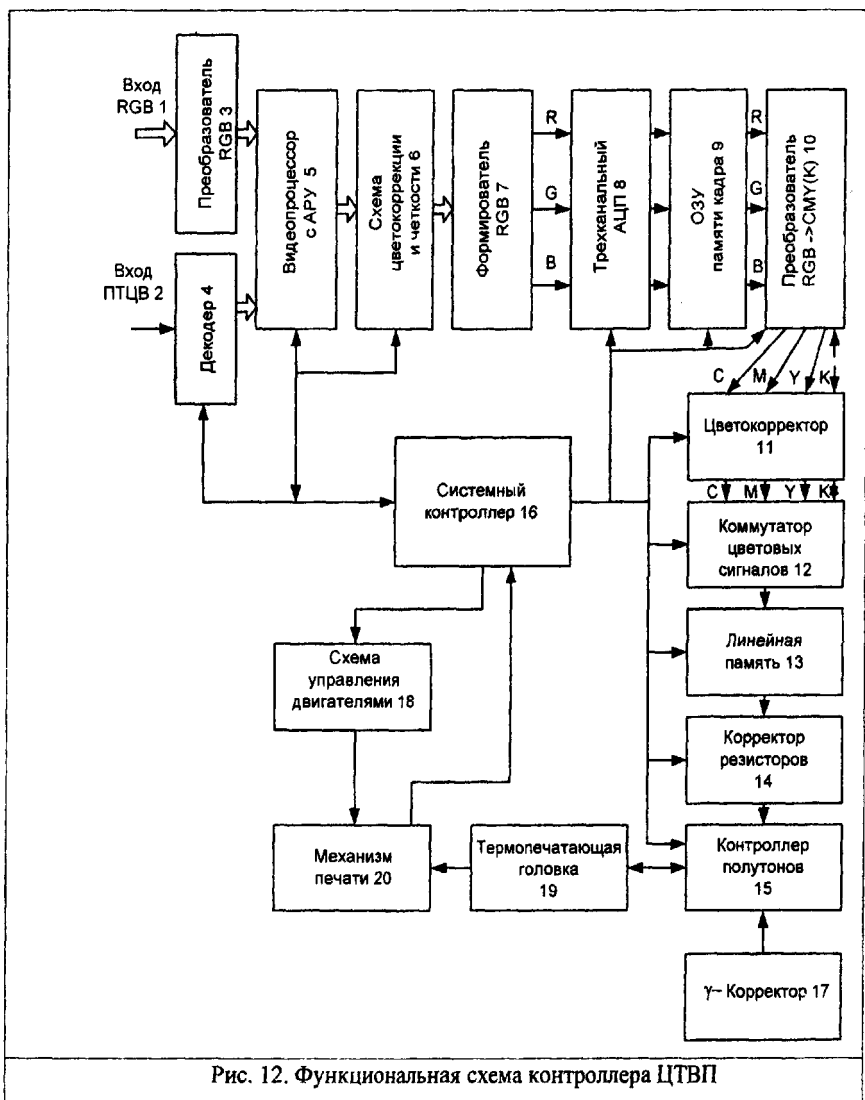 Вход
RGB 1
Преобразователь
RGB 3
Вход
ПТЦВ 2
Декодер 4
Видеопроцессор
с АРУ 5
Схема
цветокоррекции
и четкости 6
Формирователь
RGB 7
R
G
B
Трехканальный
АЦП 8
ОЗУ
памяти кадра 9
R
G
B
Преобразователь
RGB ->CMY(K) 10
C M Y K
Цветокорректор
11
C M Y K
Системный
контроллер 16
Коммутатор
цветовых
сигналов 12
Линейная
память 13
Схема
управления
двигателями 18
Корректор
резисторов
14
Механизм
печати 20
Термопечатающая
головка
19
Контроллер
полутонов
15
γ– Корректор 17
Рис. 12. Функциональная схема контроллера ЦТВП